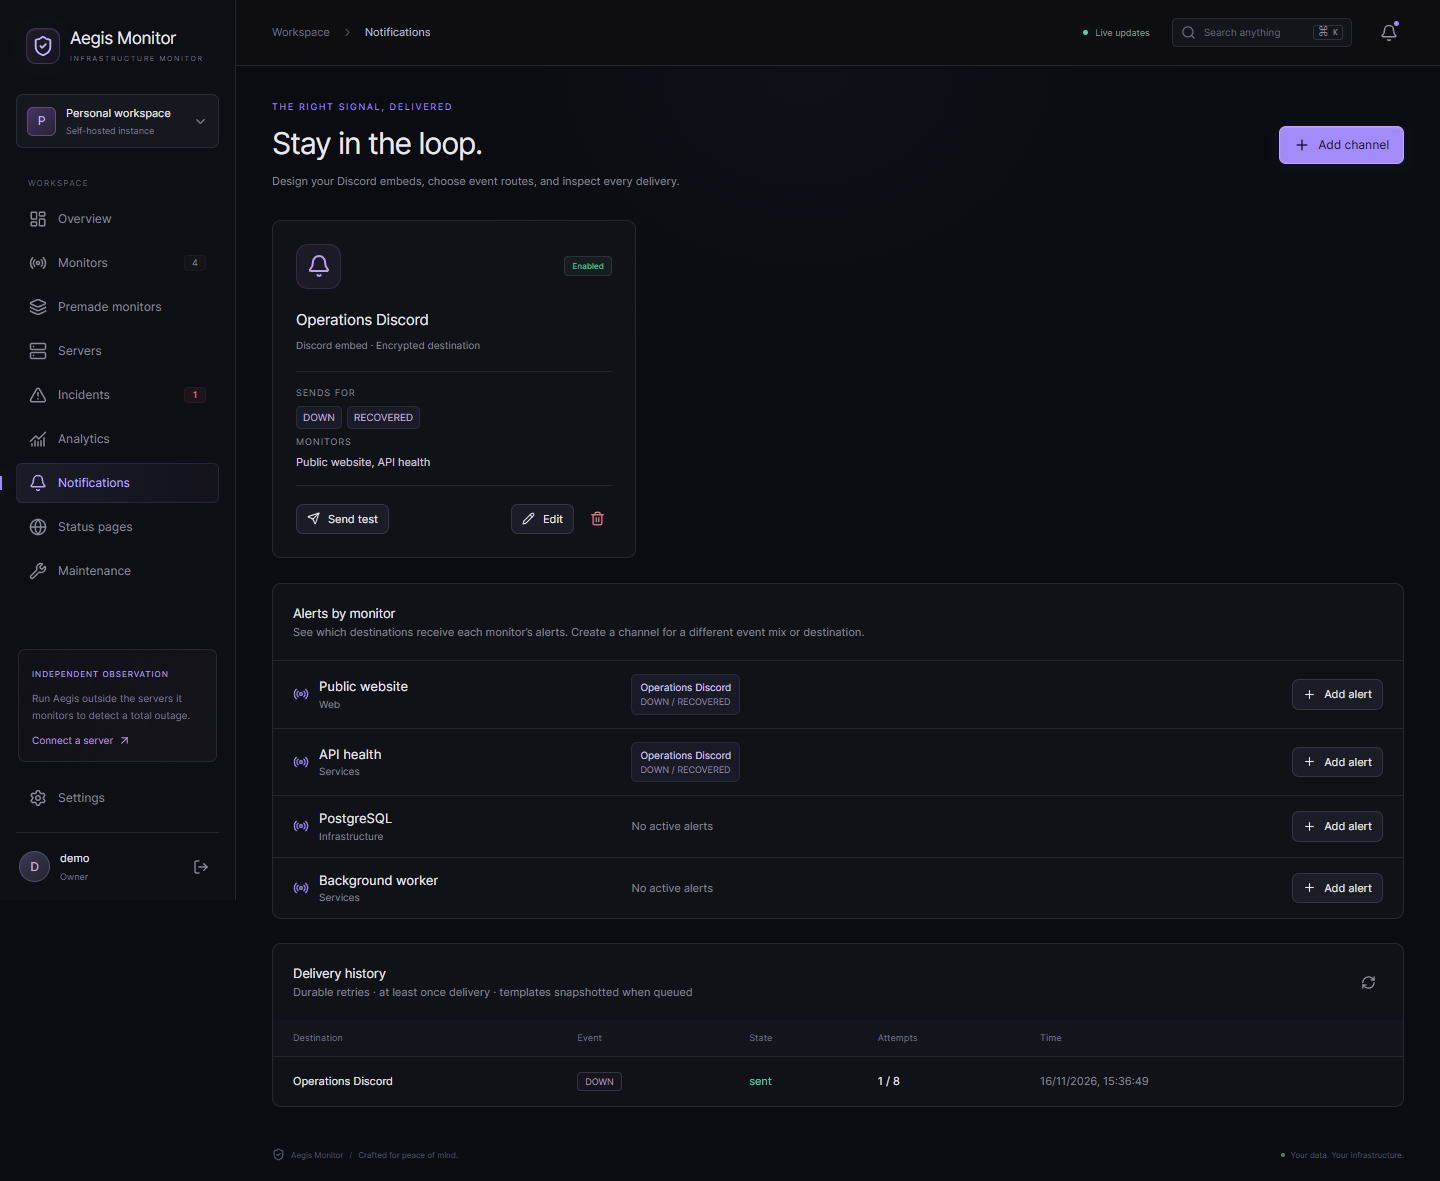 Aegis Monitor
INFRASTRUCTURE MONITOR
P
Personal workspace
Self-hosted instance
WORKSPACE
Overview
Monitors 4
Premade monitors
Servers
Incidents 1
Analytics
Notifications
Status pages
Maintenance
INDEPENDENT OBSERVATION
Run Aegis outside the servers it
monitors to detect a total outage.
Connect a server
Settings
D
demo
Owner
Workspace > Notifications
Live updates
Search anything ⌘ K
THE RIGHT SIGNAL, DELIVERED
Stay in the loop.
Design your Discord embeds, choose event routes, and inspect every delivery.
Add channel
Enabled
Operations Discord
Discord embed · Encrypted destination
SENDS FOR
DOWN RECOVERED
MONITORS
Public website, API health
Send test Edit
Alerts by monitor
See which destinations receive each monitor's alerts. Create a channel for a different event mix or destination.
Public website
Web
Operations Discord
DOWN / RECOVERED
Add alert
API health
Services
Operations Discord
DOWN / RECOVERED
Add alert
PostgreSQL
Infrastructure
No active alerts
Add alert
Background worker
Services
No active alerts
Add alert
Delivery history
Durable retries · at least once delivery · templates snapshotted when queued
Destination Event State Attempts Time
Operations Discord DOWN sent 1 / 8 16/11/2026, 15:36:49
Aegis Monitor / Crafted for peace of mind.
Your data. Your infrastructure.